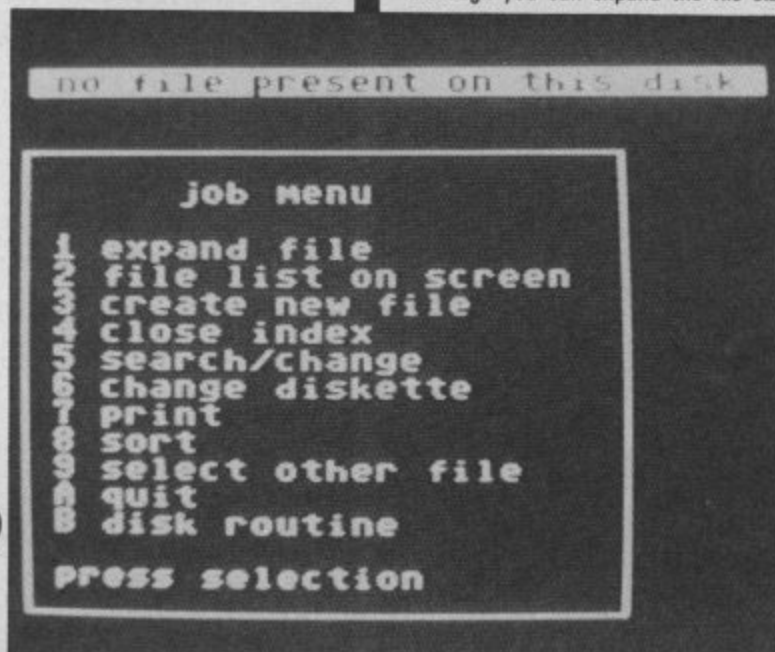 no file present on this disk
job menu
1 expand file
2 file list on screen
3 create new file
4 close index
5 search/change
6 change diskette
7 print
8 sort
9 select other file
A quit
B disk routine
press selection